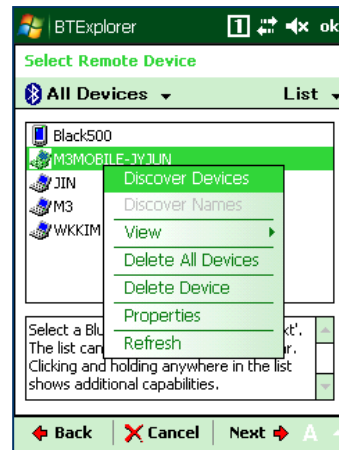 BTExplorer 1 ok
Select Remote Device
All Devices List
Black500
M3MOBILE-JYJUN
JIN
M3
WKKIM
Discover Devices
Discover Names
View
Delete All Devices
Delete Device
Properties
Refresh
Select a Blu xt'.
The list can r.
Clicking and holding anywhere in the list
shows additional capabilities.
Back Cancel Next A